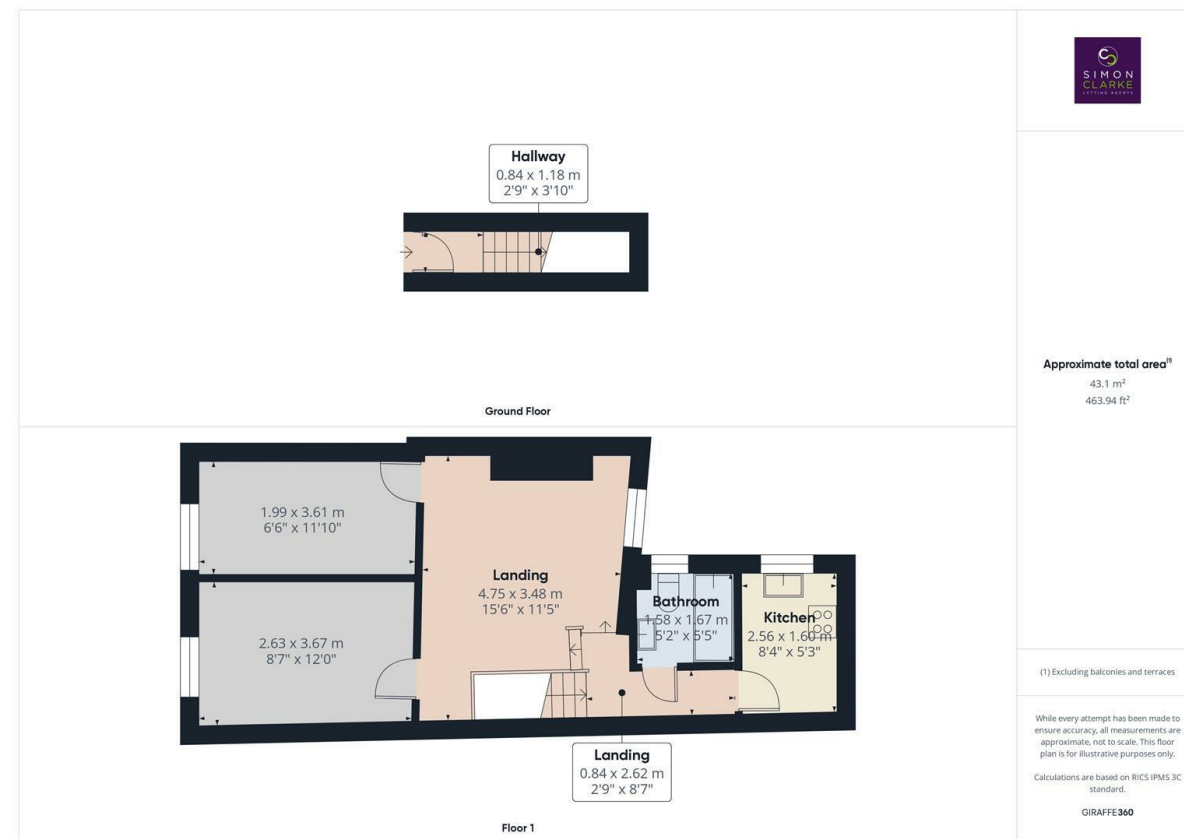 SIMON
CLARKE
LETTING AGENTS
Hallway
0.84 x 1.18 m
2'9" x 3'10"
Ground Floor
Approximate total area(1)
43.1 m²
463.94 ft²
1.99 x 3.61 m
6'6" x 11'10"
Landing
4.75 x 3.48 m
15'6" x 11'5"
2.63 x 3.67 m
8'7" x 12'0"
Bathroom
1.58 x 1.67 m
5'2" x 5'5"
Kitchen
2.56 x 1.60 m
8'4" x 5'3"
Landing
0.84 x 2.62 m
2'9" x 8'7"
Floor 1
(1) Excluding balconies and terraces
While every attempt has been made to
ensure accuracy, all measurements are
approximate, not to scale. This floor
plan is for illustrative purposes only.
Calculations are based on RICS IPMS 3C
standard.
GIRAFFE360